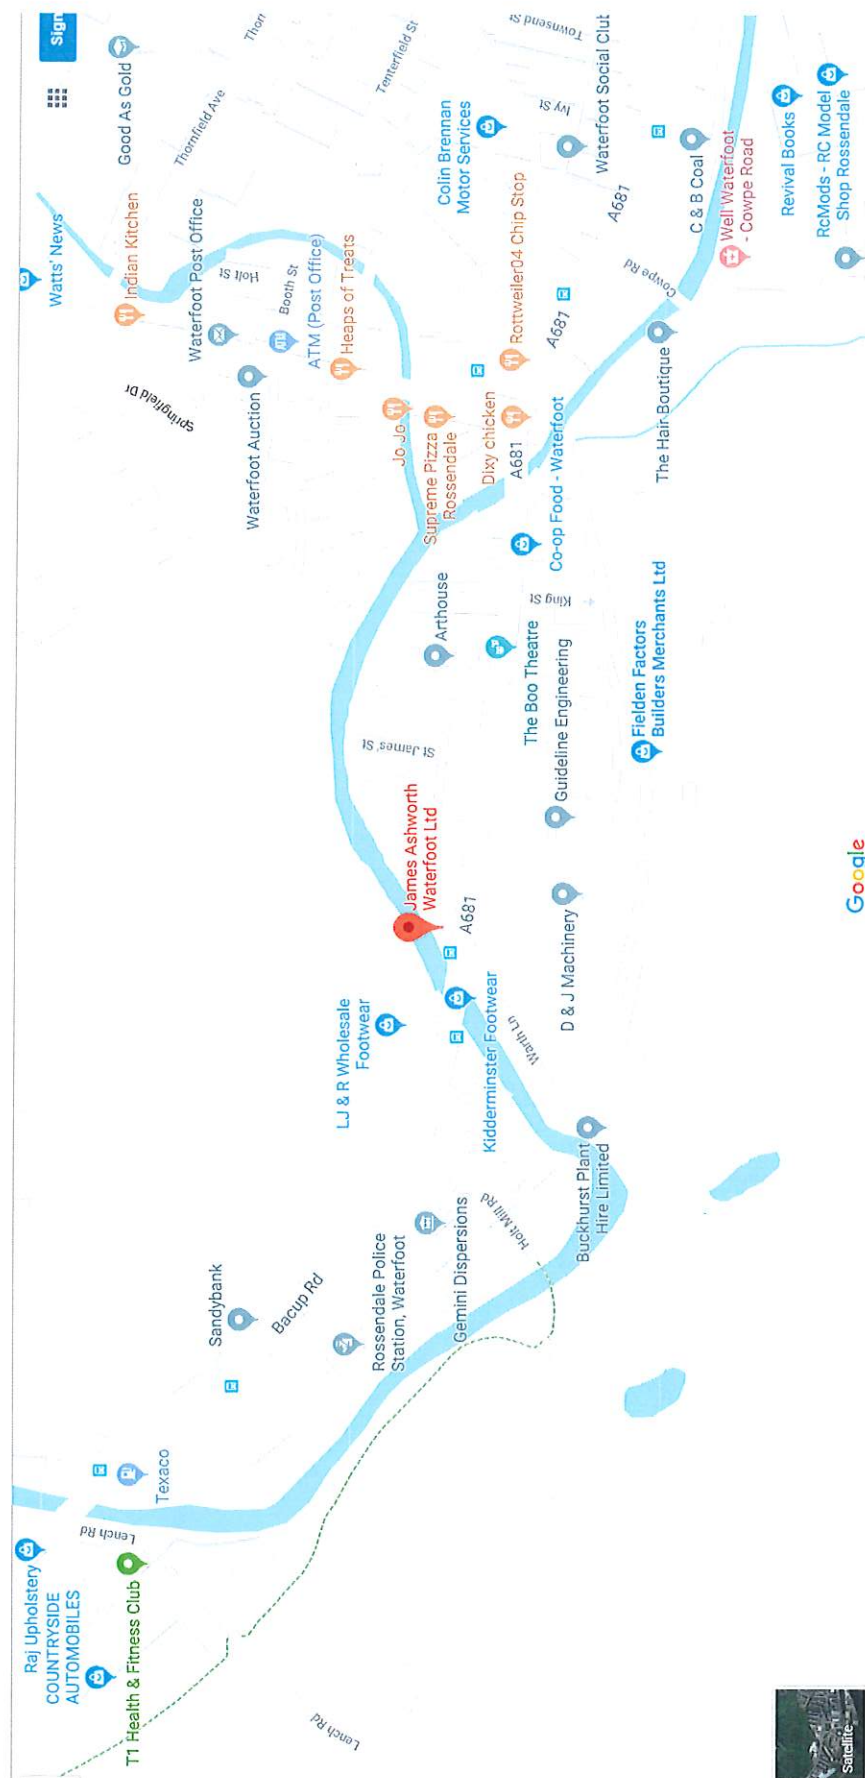 Raj Upholstery
COUNTRYSIDE
AUTOMOBILES
T1 Health & Fitness Club
Lench Rd
Lench Rd
Texaco
Sandybank
Bacup Rd
Rossendale Police
Station, Waterfoot
Gemini Dispersions
Holt Mill Rd
Buckhurst Plant
Hire Limited
LJ & R Wholesale
Footwear
Kidderminster Footwear
Warth Ln
D & J Machinery
James Ashworth
Waterfoot Ltd
A681
St James' St
Guideline Engineering
The Boo Theatre
Arthouse
King St
Fielden Factors
Builders Merchants Ltd
Co-op Food - Waterfoot
A681
Dixy chicken
Supreme Pizza
Rossendale
Jo Jo
Waterfoot Auction
Springfield Dr
Waterfoot Post Office
Indian Kitchen
Watts' News
Holt St
Booth St
ATM (Post Office)
Heaps of Treats
Rottweiler04 Chip Stop
A681
The Hair Boutique
Cowpe Rd
A681
C & B Coal
Well Waterfoot
- Cowpe Road
Colin Brennan
Motor Services
Ivy St
Waterfoot Social Club
Townsend St
Tenterfield St
Thorn
Thornfield Ave
Good As Gold
Sign
Revival Books
RcMods - RC Model
Shop Rossendale
Satellite
Google